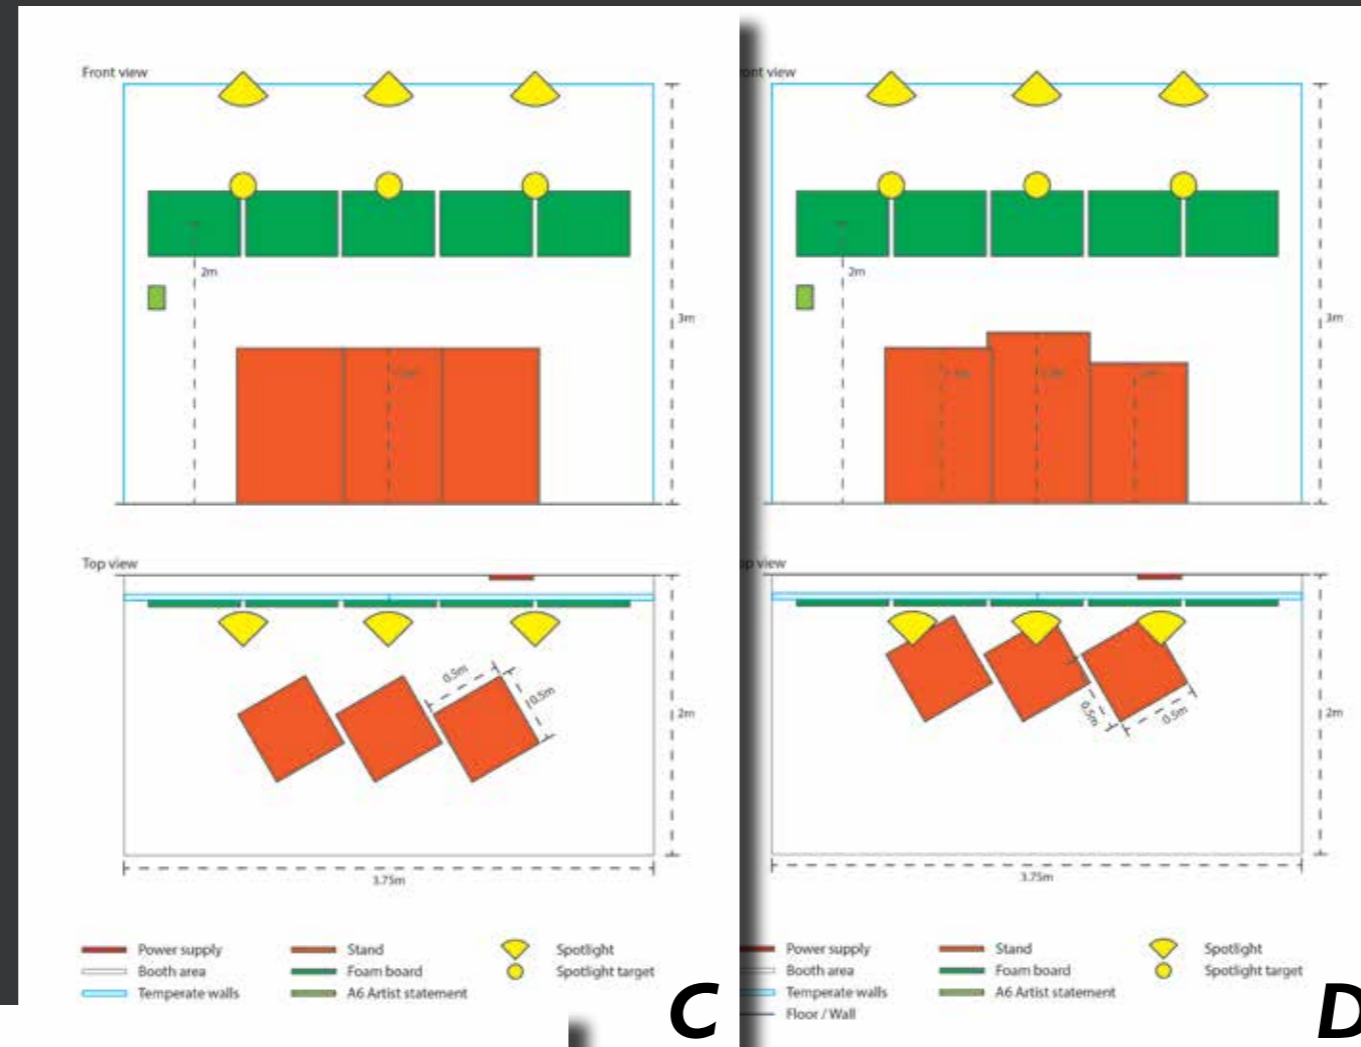 Front view
2m
3m
Top view
0.5m
0.5m
2m
3.75m
Power supply
Stand
Spotlight
Booth area
Foam board
Spotlight target
Temperate walls
A6 Artist statement
C
ont view
2m
3m
op view
0.5m
0.5m
2m
3.75m
Power supply
Stand
Spotlight
Booth area
Foam board
Spotlight target
Temperate walls
A6 Artist statement
Floor / Wall
D